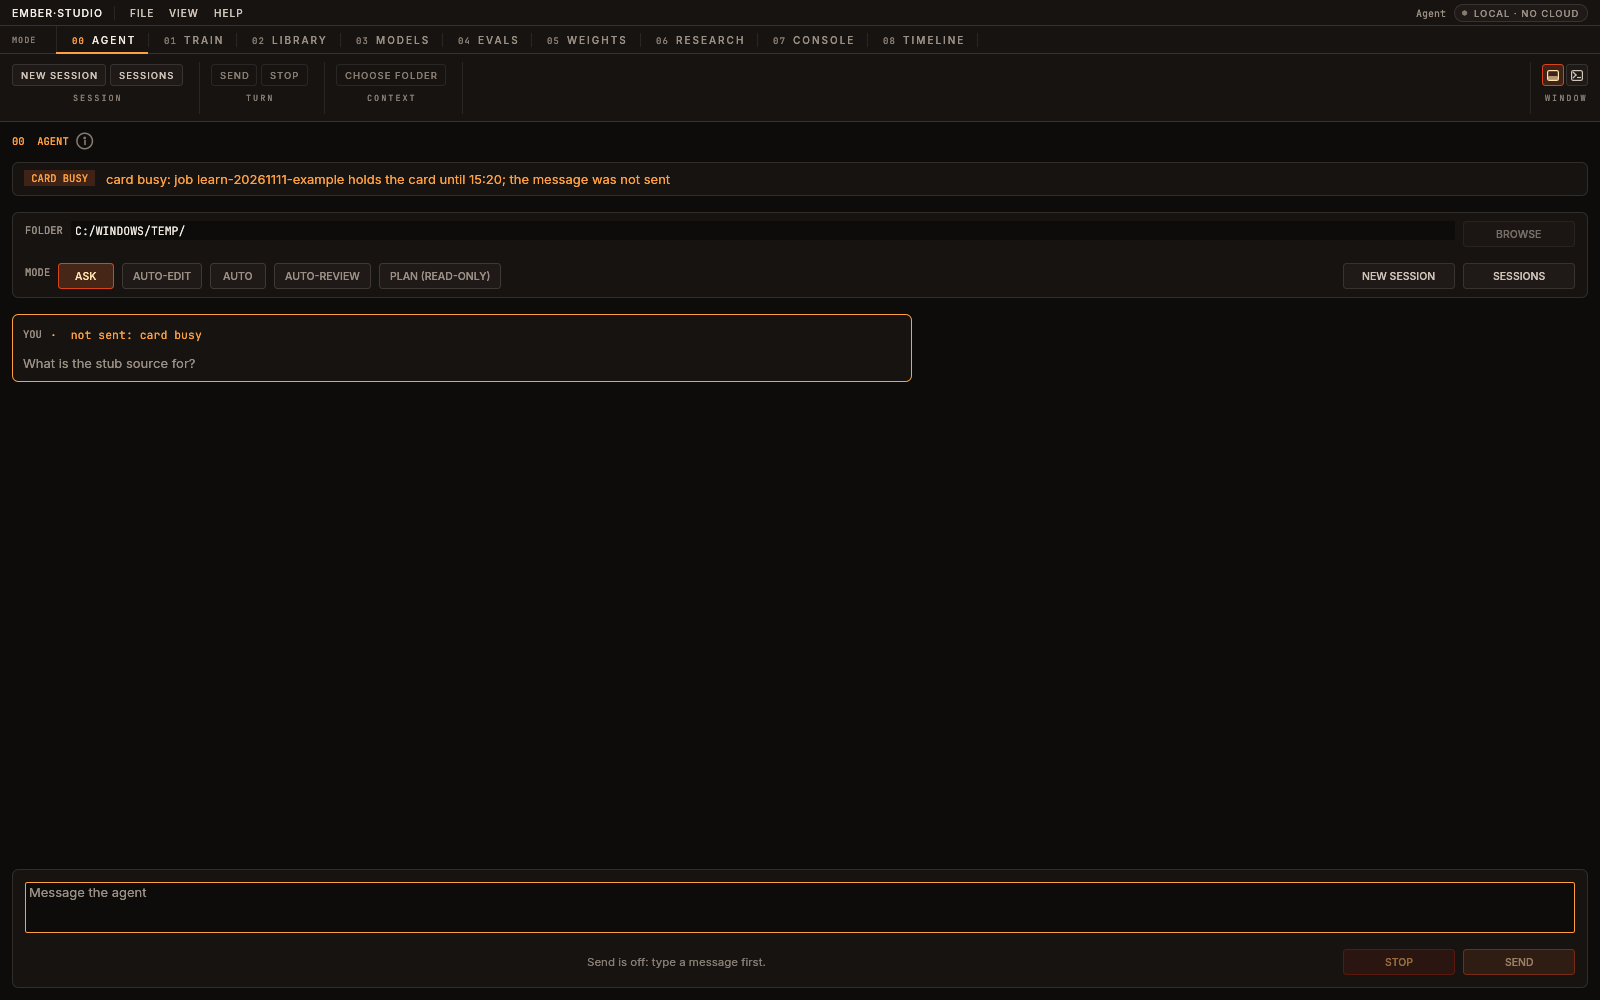 EMBER·STUDIO FILE VIEW HELP Agent LOCAL · NO CLOUD
MODE 00 AGENT 01 TRAIN 02 LIBRARY 03 MODELS 04 EVALS 05 WEIGHTS 06 RESEARCH 07 CONSOLE 08 TIMELINE
NEW SESSION SESSIONS SEND STOP CHOOSE FOLDER
SESSION TURN CONTEXT WINDOW
00 AGENT
CARD BUSY card busy: job learn-20261111-example holds the card until 15:20; the message was not sent
FOLDER C:/WINDOWS/TEMP/ BROWSE
MODE ASK AUTO-EDIT AUTO AUTO-REVIEW PLAN (READ-ONLY) NEW SESSION SESSIONS
YOU · not sent: card busy
What is the stub source for?
Message the agent
Send is off: type a message first. STOP SEND